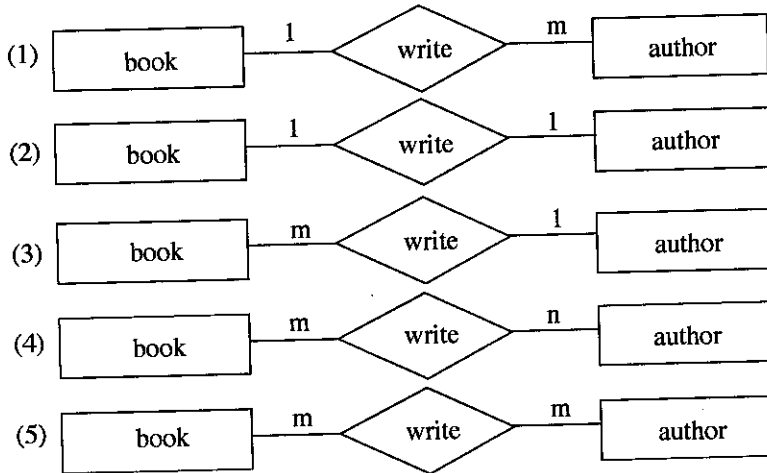 (1) book 1 write m author
(2) book 1 write 1 author
(3) book m write 1 author
(4) book m write n author
(5) book m write m author